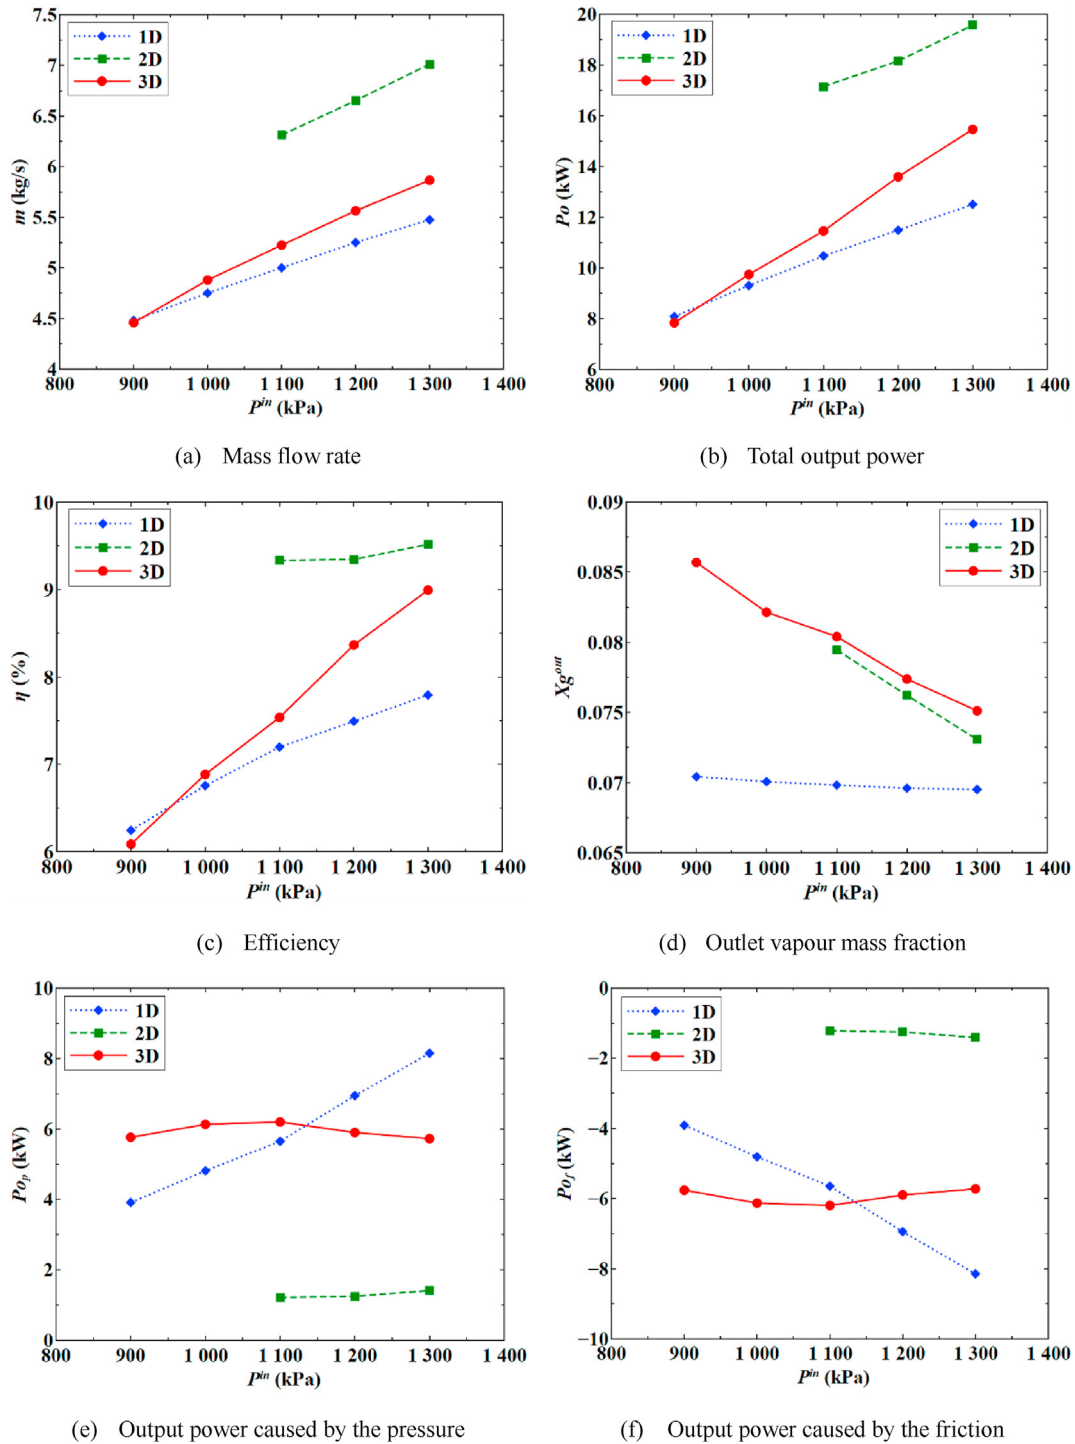 7.5
7
6.5
6
5.5
5
4.5
4
m (kg/s)
1D
2D
3D
800 900 1 000 1 100 1 200 1 300 1 400
P^in (kPa)
(a) Mass flow rate
20
18
16
14
12
10
8
6
Po (kW)
1D
2D
3D
800 900 1 000 1 100 1 200 1 300 1 400
P^in (kPa)
(b) Total output power
10
9
8
7
6
η (%)
1D
2D
3D
800 900 1 000 1 100 1 200 1 300 1 400
P^in (kPa)
(c) Efficiency
0.09
0.085
0.08
0.075
0.07
0.065
Xg^out
1D
2D
3D
800 900 1 000 1 100 1 200 1 300 1 400
P^in (kPa)
(d) Outlet vapour mass fraction
10
8
6
4
2
0
Po_p (kW)
1D
2D
3D
800 900 1 000 1 100 1 200 1 300 1 400
P^in (kPa)
(e) Output power caused by the pressure
0
−2
−4
−6
−8
−10
Po_f (kW)
1D
2D
3D
800 900 1 000 1 100 1 200 1 300 1 400
P^in (kPa)
(f) Output power caused by the friction